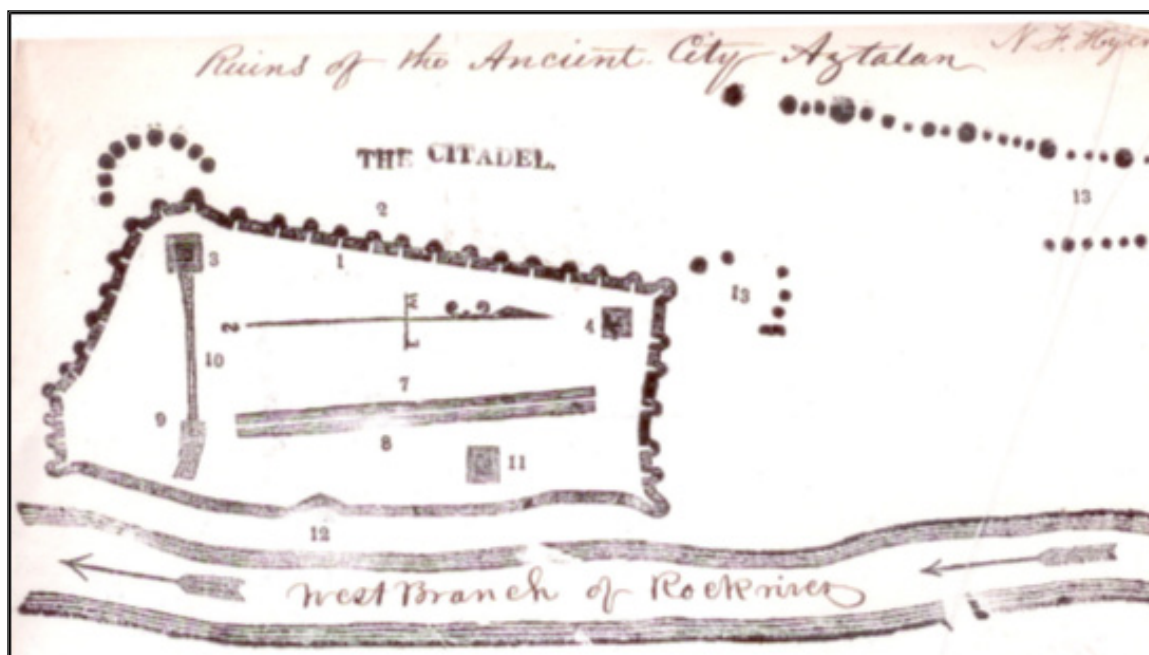 Ruins of the Ancient City Aztalan
N. F. Hyer
THE CITADEL.
2
13
1
3
13
W
4
10
7
9
8
11
12
West Branch of Rock river